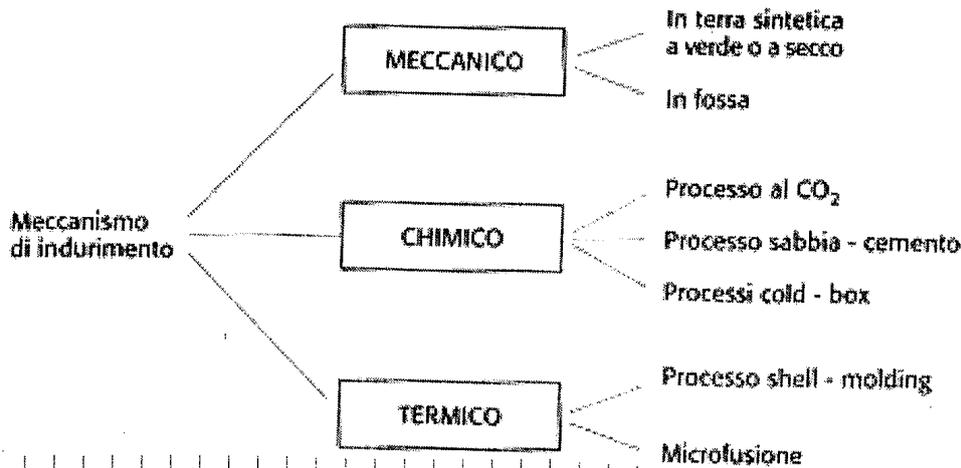 MECCANICO
In terra sintetica
a verde o a secco
In fossa
Meccanismo
di indurimento
CHIMICO
Processo al CO₂
Processo sabbia - cemento
Processi cold - box
TERMICO
Processo shell - molding
Microfusione